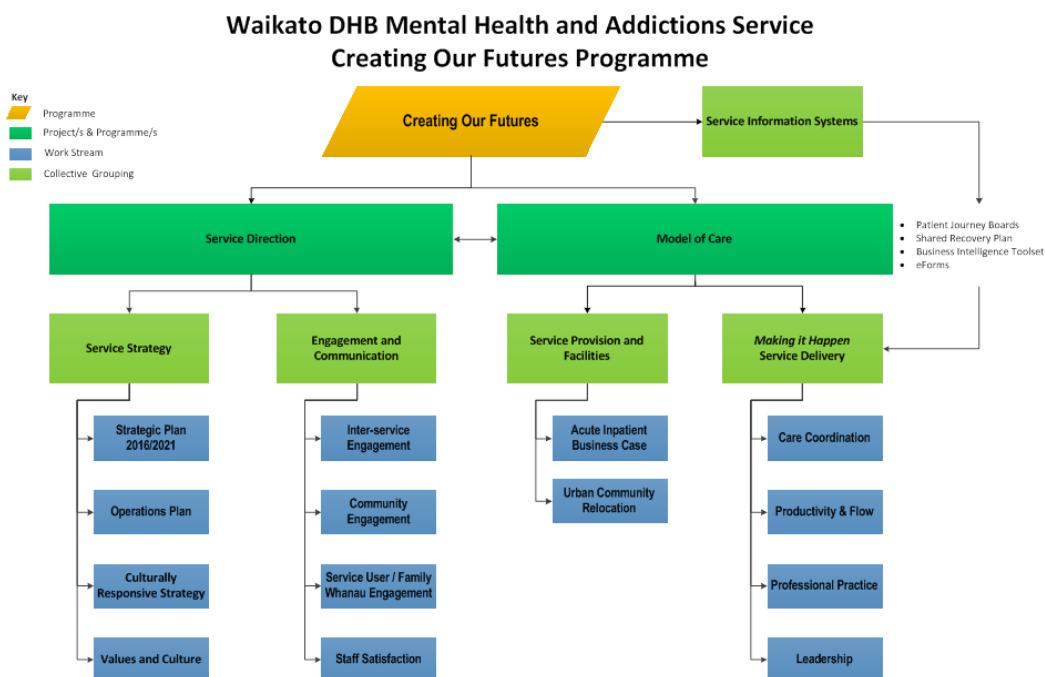 Waikato DHB Mental Health and Addictions Service
Creating Our Futures Programme
Key
Programme
Project/s & Programme/s
Work Stream
Collective Grouping
Creating Our Futures
Service Information Systems
Service Direction
Model of Care
• Patient Journey Boards
• Shared Recovery Plan
• Business Intelligence Toolset
• eForms
Service Strategy
Engagement and
Communication
Service Provision and
Facilities
Making it Happen
Service Delivery
Strategic Plan
2016/2021
Operations Plan
Culturally
Responsive Strategy
Values and Culture
Inter-service
Engagement
Community
Engagement
Service User / Family
Whanau Engagement
Staff Satisfaction
Acute Inpatient
Business Case
Urban Community
Relocation
Care Coordination
Productivity & Flow
Professional Practice
Leadership